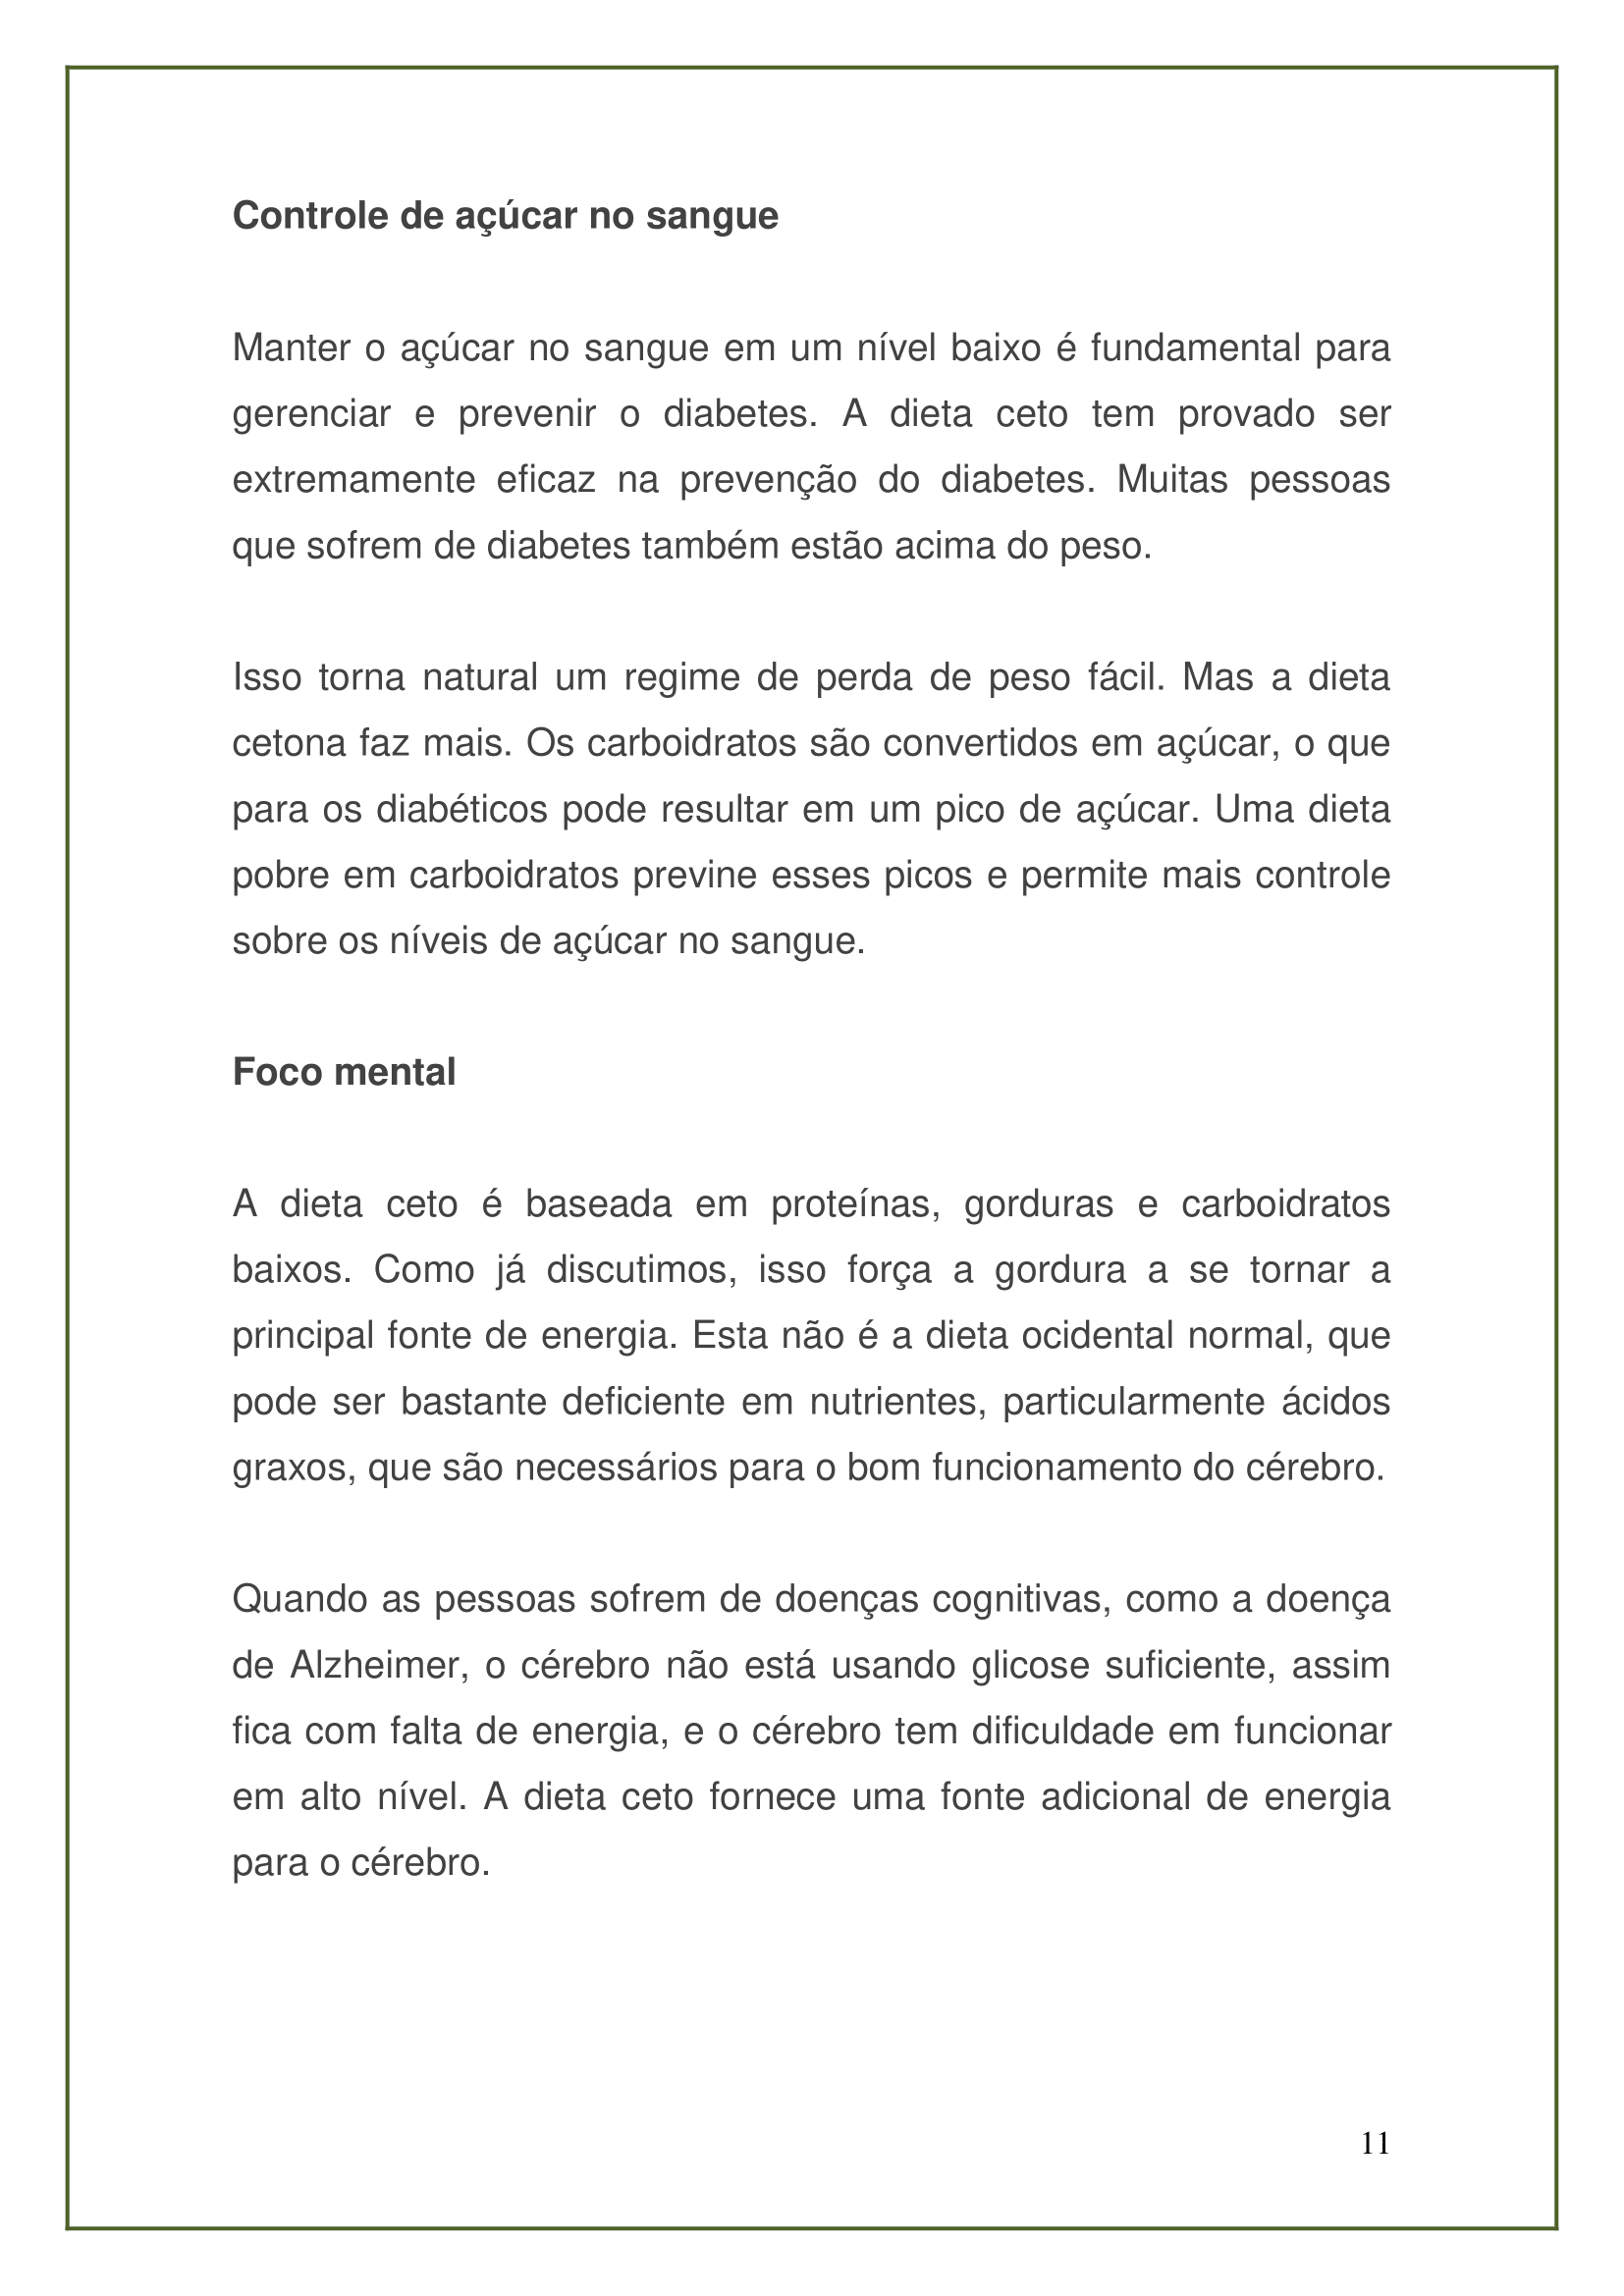 Controle de açúcar no sangue
Manter o açúcar no sangue em um nível baixo é fundamental para
gerenciar e prevenir o diabetes. A dieta ceto tem provado ser
extremamente eficaz na prevenção do diabetes. Muitas pessoas
que sofrem de diabetes também estão acima do peso.
Isso torna natural um regime de perda de peso fácil. Mas a dieta
cetona faz mais. Os carboidratos são convertidos em açúcar, o que
para os diabéticos pode resultar em um pico de açúcar. Uma dieta
pobre em carboidratos previne esses picos e permite mais controle
sobre os níveis de açúcar no sangue.
Foco mental
A dieta ceto é baseada em proteínas, gorduras e carboidratos
baixos. Como já discutimos, isso força a gordura a se tornar a
principal fonte de energia. Esta não é a dieta ocidental normal, que
pode ser bastante deficiente em nutrientes, particularmente ácidos
graxos, que são necessários para o bom funcionamento do cérebro.
Quando as pessoas sofrem de doenças cognitivas, como a doença
de Alzheimer, o cérebro não está usando glicose suficiente, assim
fica com falta de energia, e o cérebro tem dificuldade em funcionar
em alto nível. A dieta ceto fornece uma fonte adicional de energia
para o cérebro.
11